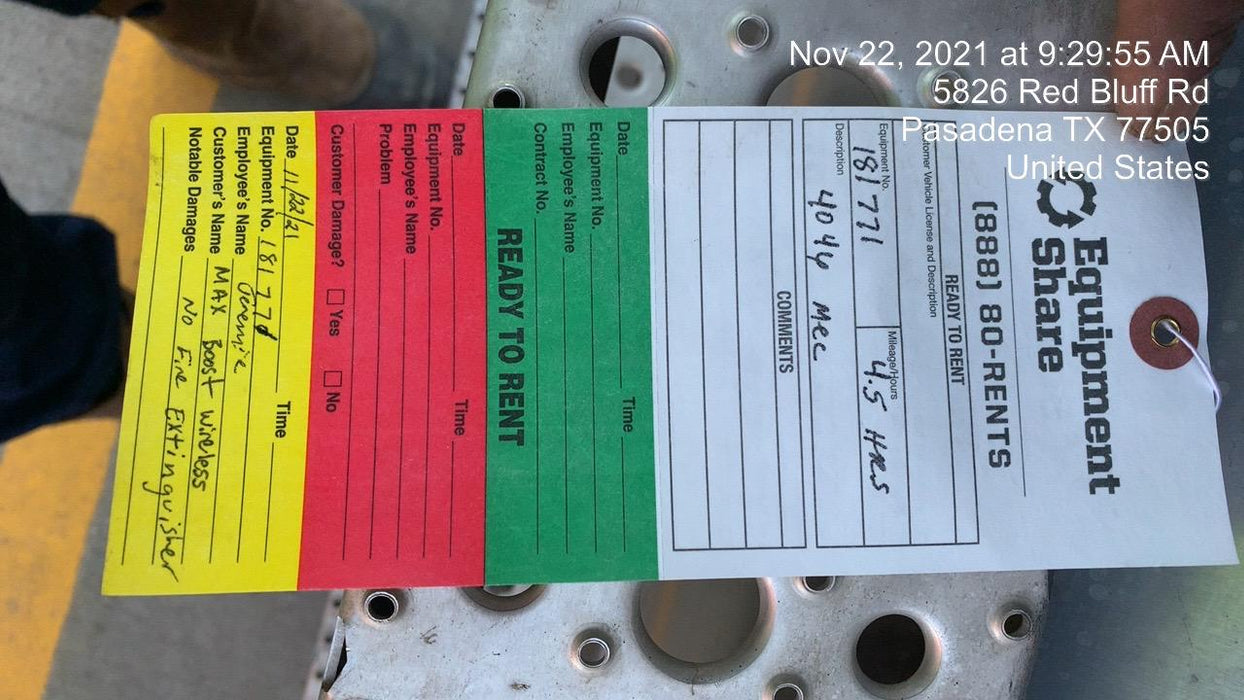 Nov 22, 2021 at 9:29:55 AM
5826 Red Bluff Rd
Pasadena TX 77505
United States
Equipment
Share
(888) 80-RENTS
READY TO RENT
Customer Vehicle License and Description
Equipment No. 181771
Mileage/Hours 4.5 HRS
Description
4046 Mec
COMMENTS
Date Time
Equipment No.
Employee's Name
Contract No.
READY TO RENT
Date Time
Equipment No.
Employee's Name
Problem
Customer Damage? Yes No
Date 11/22/21 Time
Equipment No. 181771
Employee's Name Jeremie
Customer's Name MAX Boost Wireless
Notable Damages No Fire Extinguisher